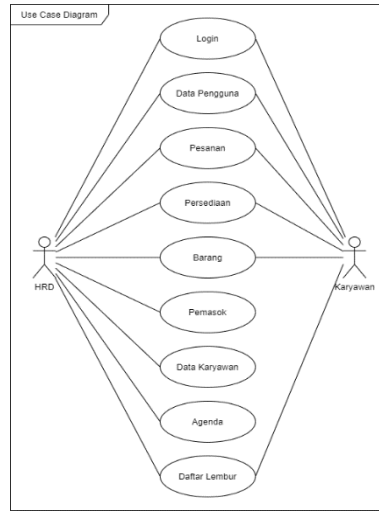 Use Case Diagram
Login
Data Pengguna
Pesanan
Persediaan
Barang
HRD
Karyawan
Pemasok
Data Karyawan
Agenda
Daftar Lembur